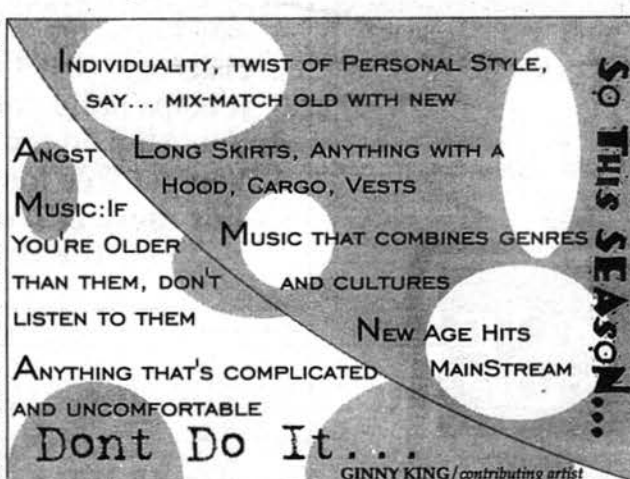 INDIVIDUALITY, TWIST OF PERSONAL STYLE,
SAY... MIX-MATCH OLD WITH NEW
LONG SKIRTS, ANYTHING WITH A
HOOD, CARGO, VESTS
MUSIC THAT COMBINES GENRES
AND CULTURES
NEW AGE HITS
MAINSTREAM
SO THIS SEASON...
ANGST
MUSIC:IF
YOU'RE OLDER
THAN THEM, DON'T
LISTEN TO THEM
ANYTHING THAT'S COMPLICATED
AND UNCOMFORTABLE
Dont Do It...
GINNY KING/contributing artist